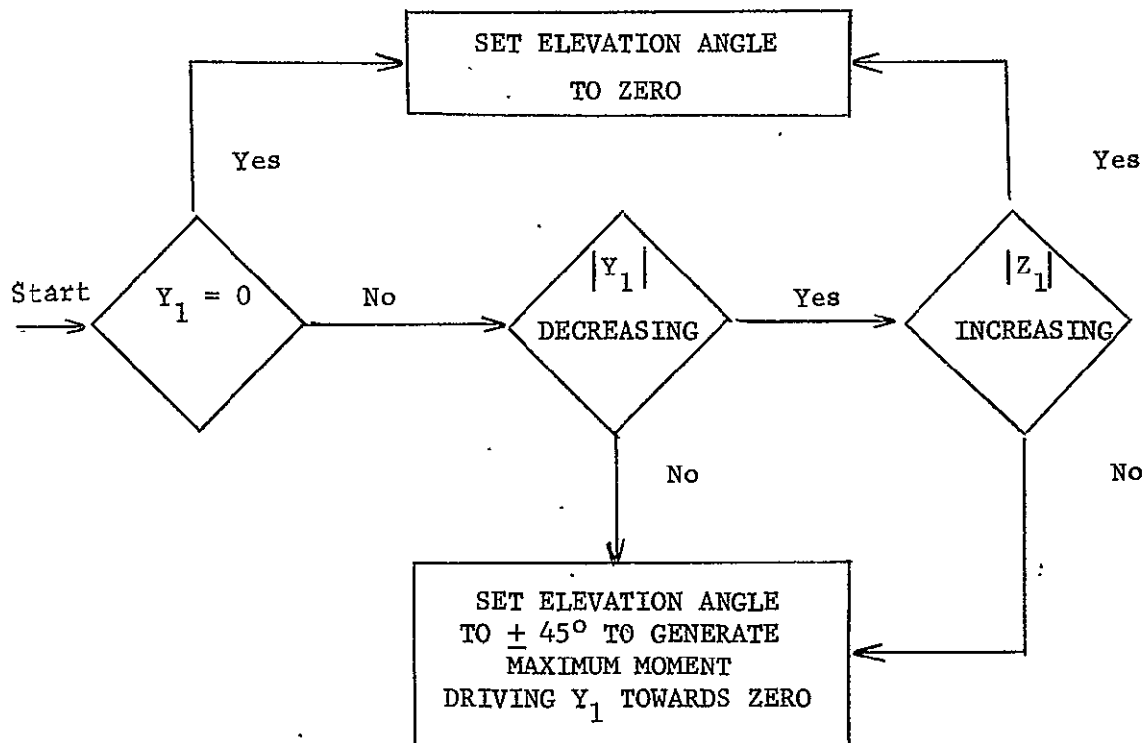 SET ELEVATION ANGLE
TO ZERO
Yes
Yes
Start
Y₁ = 0
No
|Y₁|
DECREASING
Yes
|Z₁|
INCREASING
No
No
SET ELEVATION ANGLE
TO ± 45° TO GENERATE
MAXIMUM MOMENT
DRIVING Y₁ TOWARDS ZERO